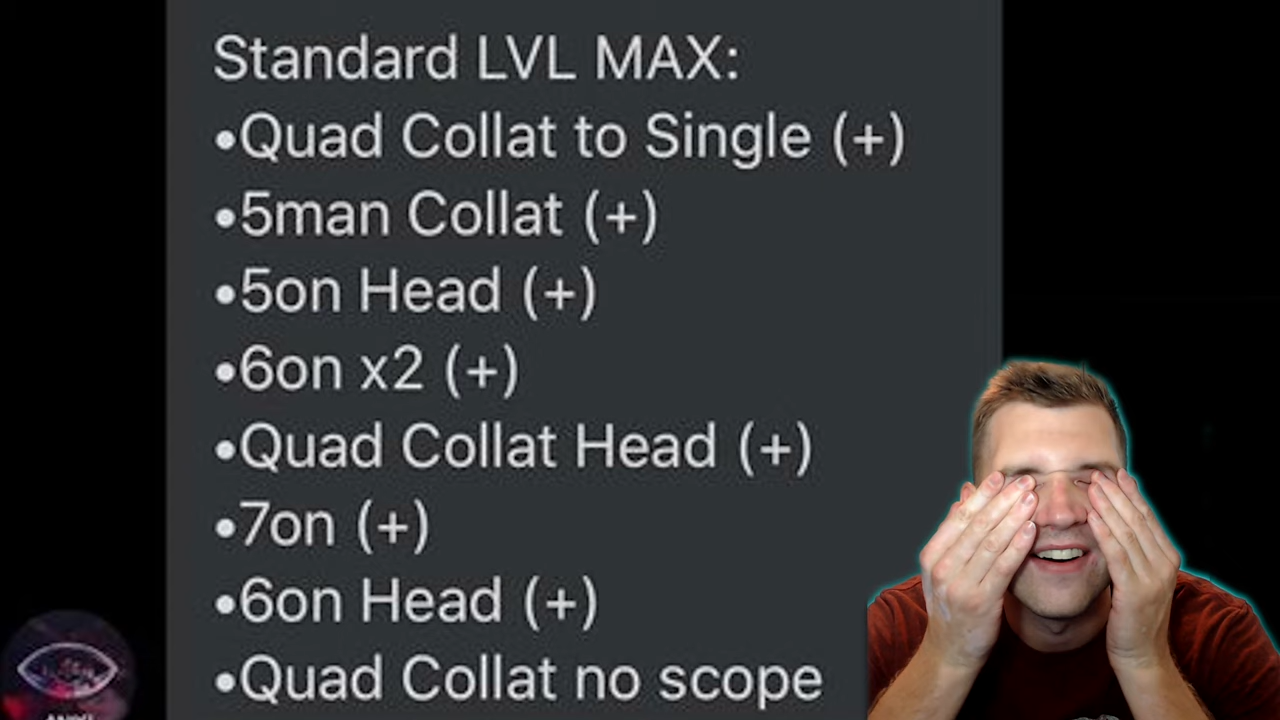 Standard LVL MAX:
•Quad Collat to Single (+)
•5man Collat (+)
•5on Head (+)
•6on x2 (+)
•Quad Collat Head (+)
•7on (+)
•6on Head (+)
•Quad Collat no scope